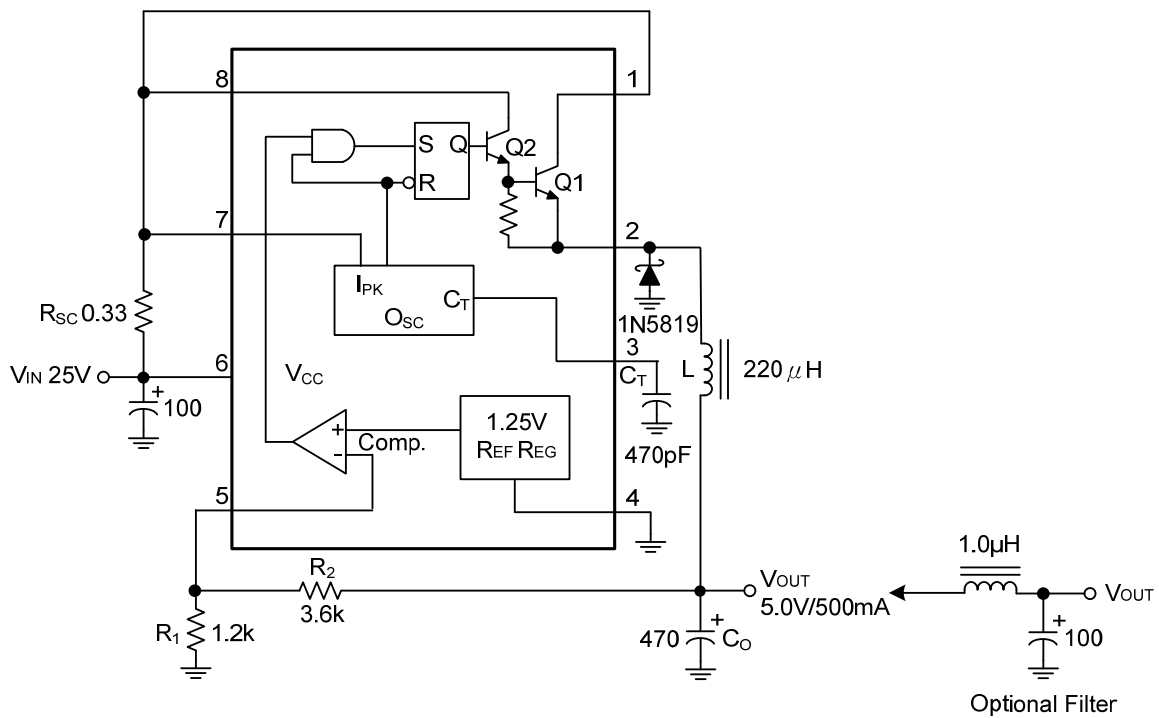 8
1
S Q
Q2
R
Q1
7
2
IPK
CT
OSC
RSC 0.33
1N5819
3
VIN 25V
6
CT
L
220 μH
VCC
+
100
1.25V
REF REG
+
Comp.
-
470pF
5
4
1.0μH
R2
3.6k
VOUT
5.0V/500mA
VOUT
R1 1.2k
470
+
CO
+
100
Optional Filter